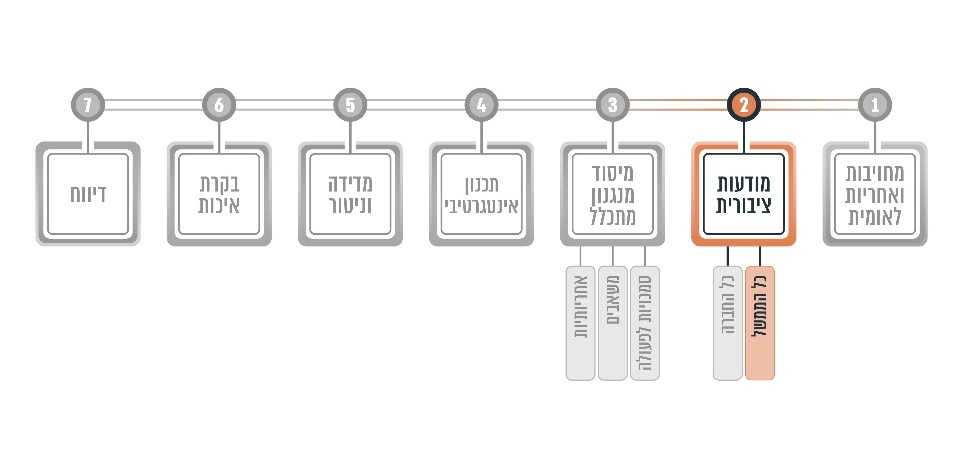 1
מחויבות
ואחריות
לאומית
2
מודעות
ציבורית
כל הממשל
כל החברה
3
מיסוד
מנגנון
מתכלל
סמכויות לפעולה
משאבים
אחריותיות
4
תכנון
אינטגרטיבי
5
מדידה
וניטור
6
בקרת
איכות
7
דיווח